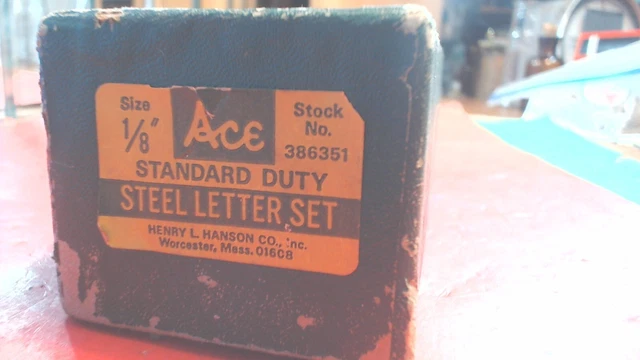 Size
1/8"
ACE
Stock
No.
386351
STANDARD DUTY
STEEL LETTER SET
HENRY L. HANSON CO., Inc.
Worcester, Mass. 01608